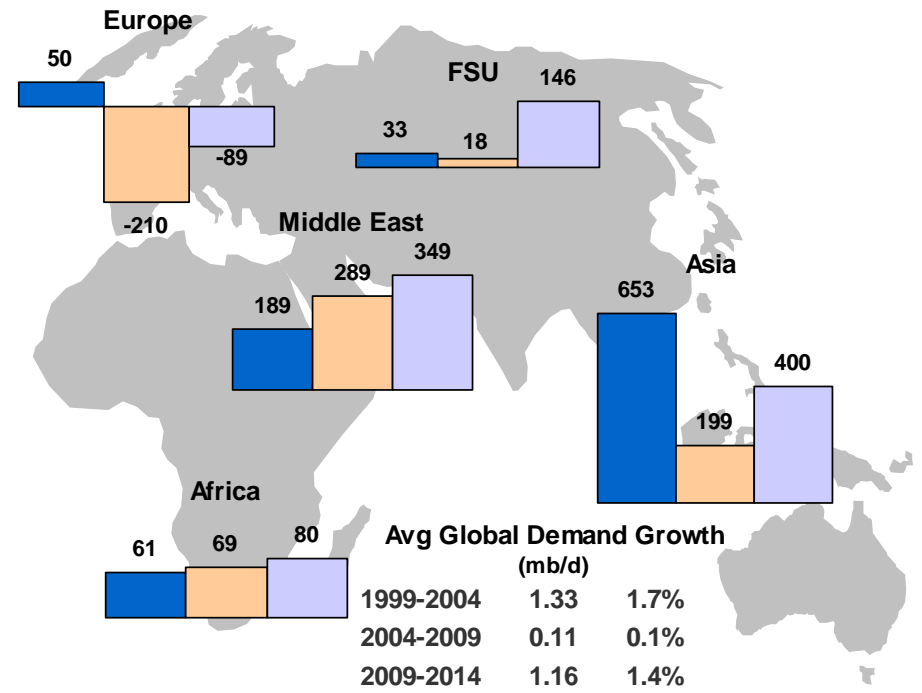 Europe
50
-89
-210
FSU
33
18
146
Middle East
189
289
349
Asia
653
199
400
Africa
61
69
80
Avg Global Demand Growth
(mb/d)
1999-2004 1.33 1.7%
2004-2009 0.11 0.1%
2009-2014 1.16 1.4%